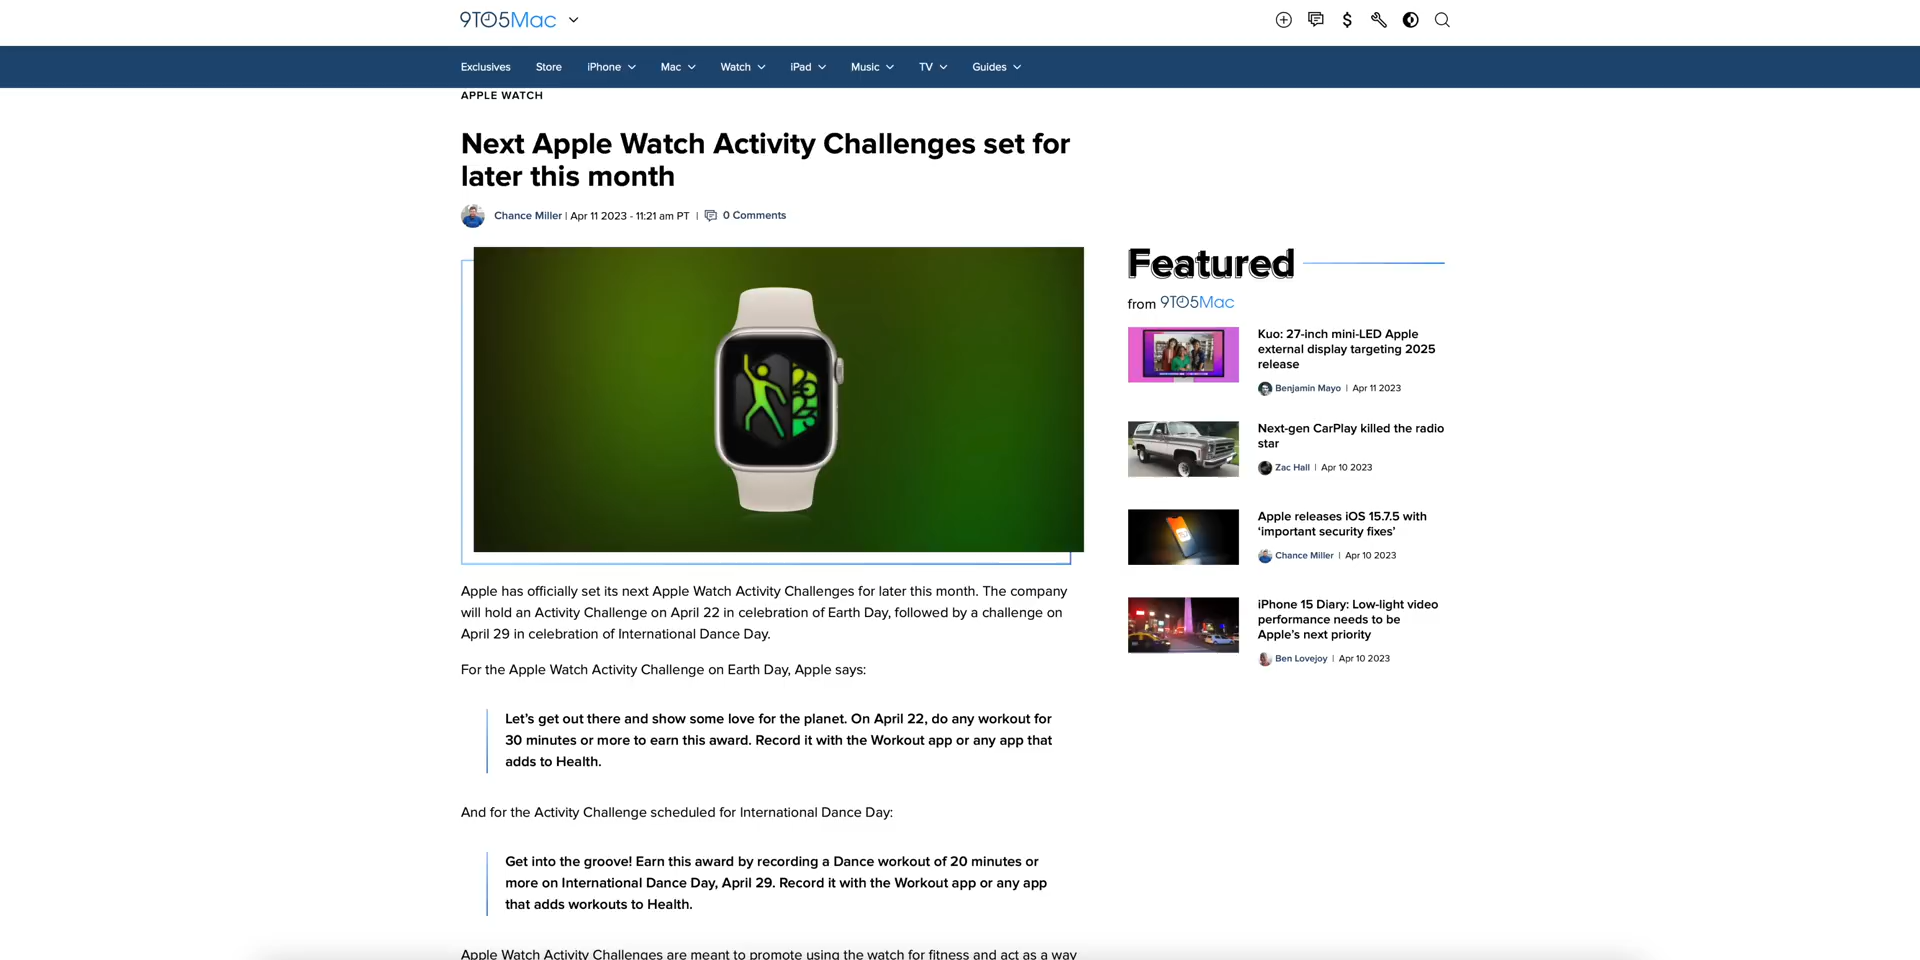 9TO5Mac
Exclusives Store iPhone Mac Watch iPad Music TV Guides
APPLE WATCH
Next Apple Watch Activity Challenges set for
later this month
Chance Miller | Apr 11 2023 - 11:21 am PT | 0 Comments
Apple has officially set its next Apple Watch Activity Challenges for later this month. The company
will hold an Activity Challenge on April 22 in celebration of Earth Day, followed by a challenge on
April 29 in celebration of International Dance Day.
For the Apple Watch Activity Challenge on Earth Day, Apple says:
Let’s get out there and show some love for the planet. On April 22, do any workout for
30 minutes or more to earn this award. Record it with the Workout app or any app that
adds to Health.
And for the Activity Challenge scheduled for International Dance Day:
Get into the groove! Earn this award by recording a Dance workout of 20 minutes or
more on International Dance Day, April 29. Record it with the Workout app or any app
that adds workouts to Health.
Apple Watch Activity Challenges are meant to promote using the watch for fitness and act as a way
Featured
from 9TO5Mac
Kuo: 27-inch mini-LED Apple
external display targeting 2025
release
Benjamin Mayo | Apr 11 2023
Next-gen CarPlay killed the radio
star
Zac Hall | Apr 10 2023
Apple releases iOS 15.7.5 with
‘important security fixes’
Chance Miller | Apr 10 2023
iPhone 15 Diary: Low-light video
performance needs to be
Apple’s next priority
Ben Lovejoy | Apr 10 2023